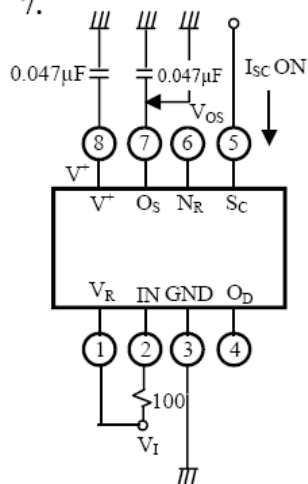 7.
0.047μF
0.047μF
I_SC ON
V_OS
8 7 6 5
V⁺
V⁺ O_S N_R S_C
V_R IN GND O_D
1 2 3 4
100
V_I